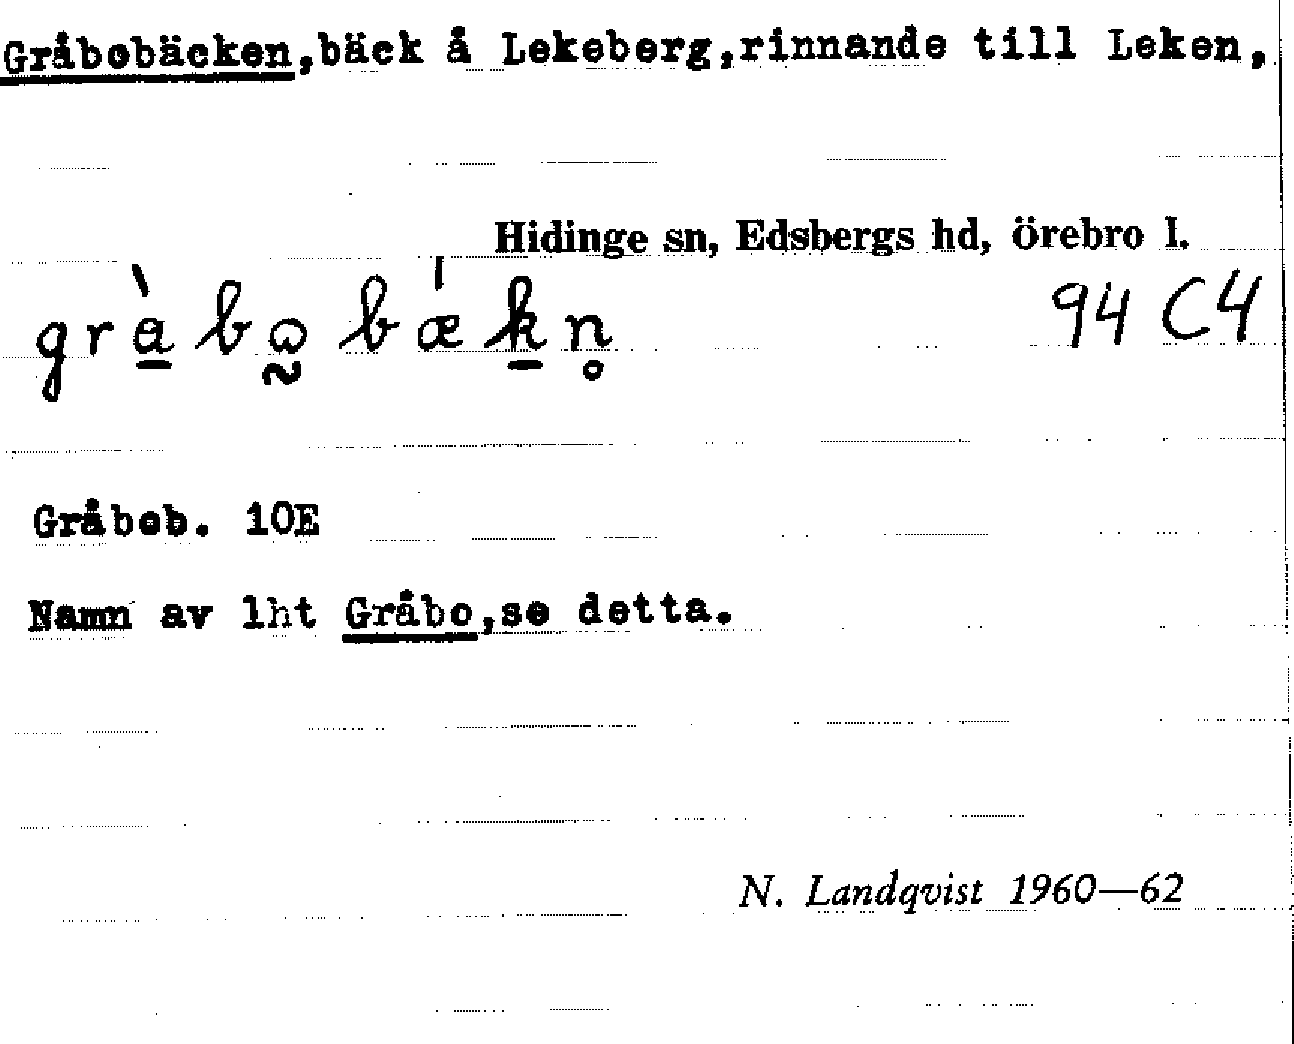 Gråbobäcken,bäck å Lekeberg,rinnande till Leken,
Hidinge sn, Edsbergs hd, Örebro l.
gràbωbǽkn̥ 94 C4
Gråbob. 10E
Namn av lht Gråbo,se detta.
N. Landqvist 1960—62